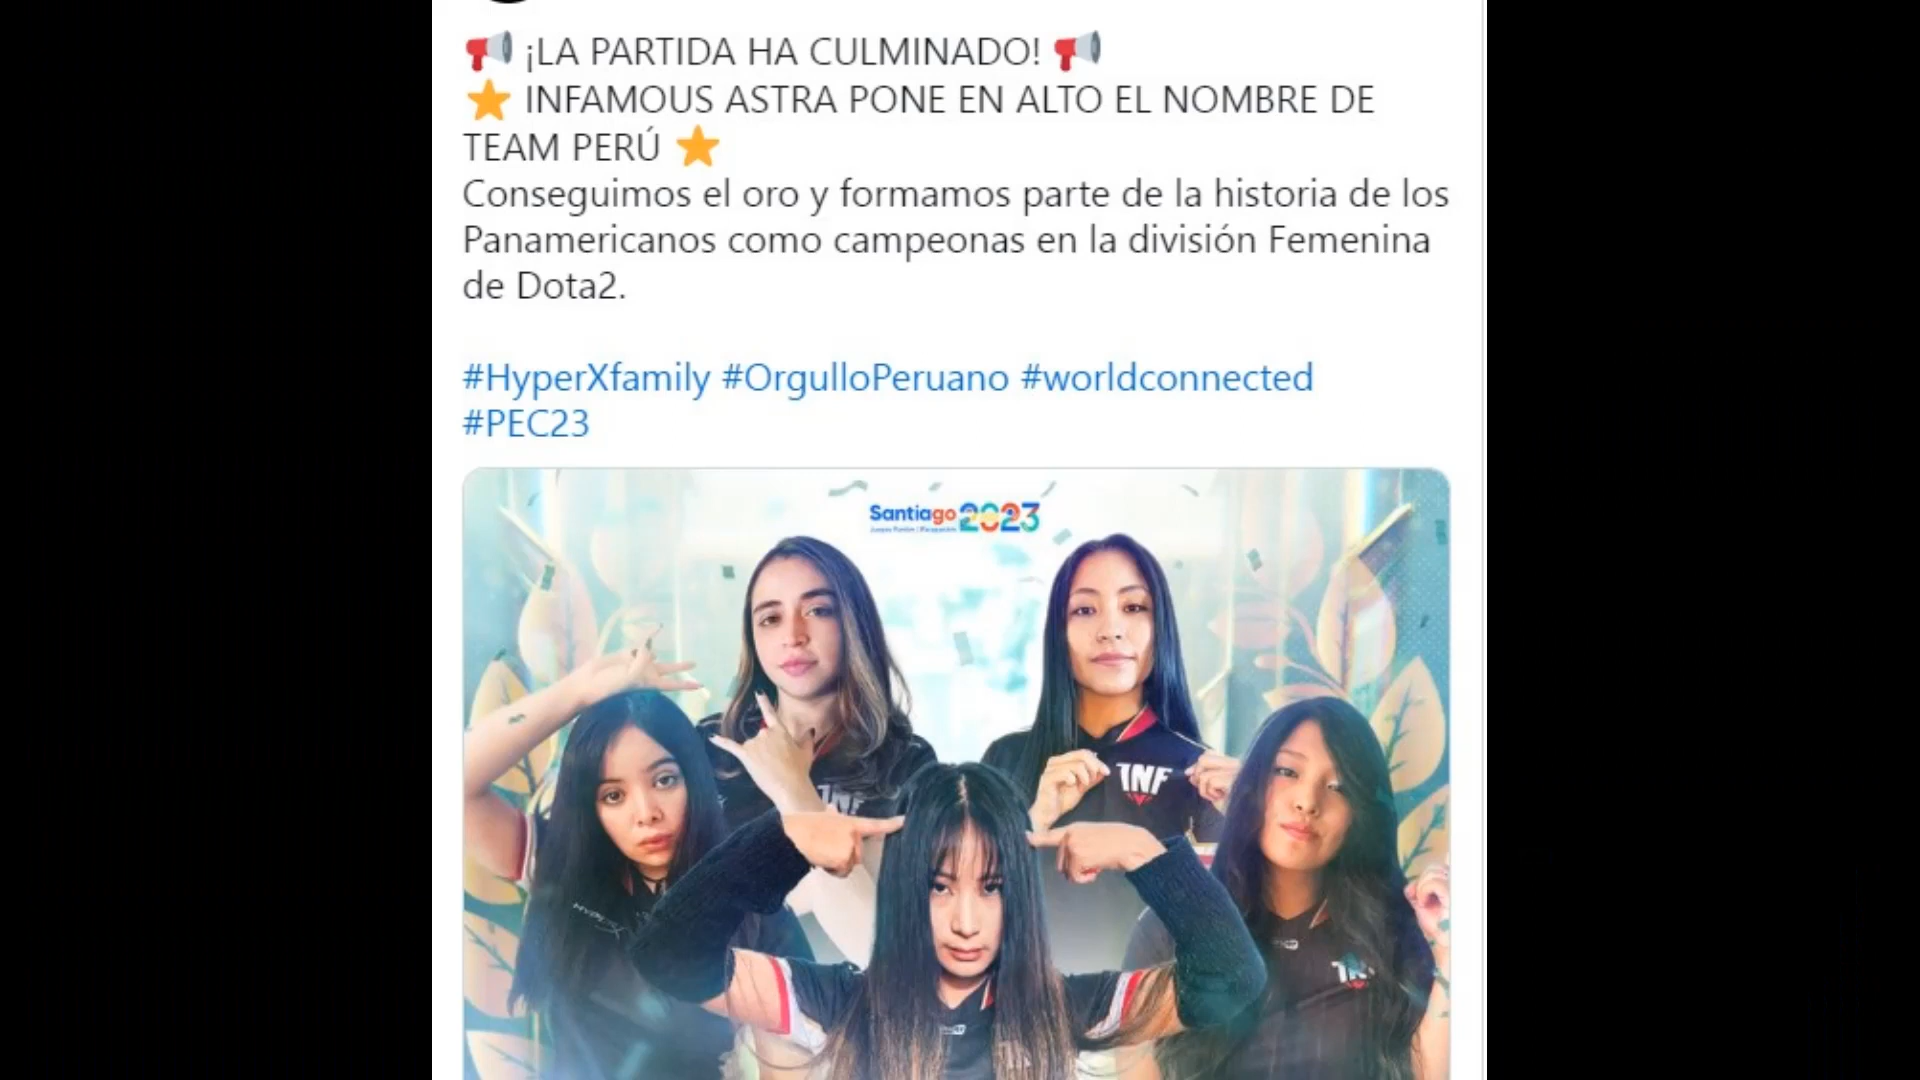 📢 ¡LA PARTIDA HA CULMINADO! 📢
⭐ INFAMOUS ASTRA PONE EN ALTO EL NOMBRE DE
TEAM PERÚ ⭐
Conseguimos el oro y formamos parte de la historia de los
Panamericanos como campeonas en la división Femenina
de Dota2.
#HyperXfamily #OrgulloPeruano #worldconnected
#PEC23
Santiago 2023
INF